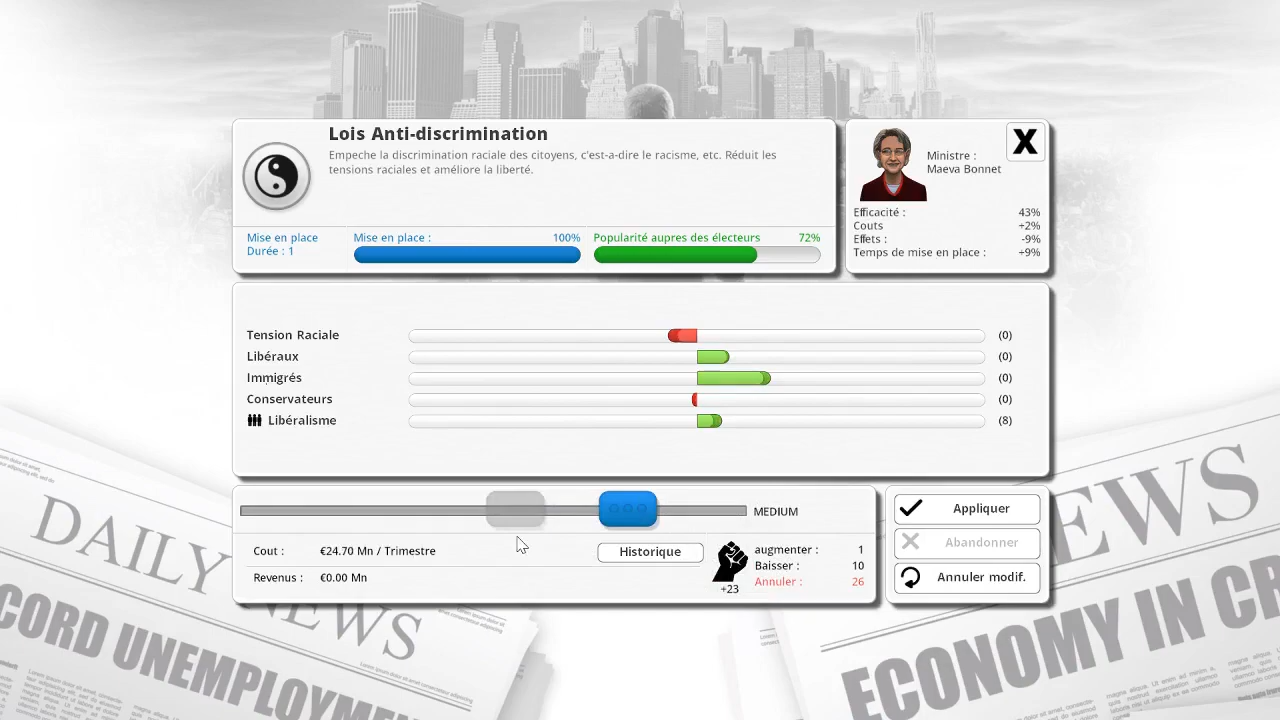 Lois Anti-discrimination
Empeche la discrimination raciale des citoyens, c'est-a-dire le racisme, etc. Réduit les
tensions raciales et améliore la liberté.
Mise en place
Durée : 1
Mise en place : 100%
Popularité aupres des électeurs 72%
X
Ministre :
Maeva Bonnet
Efficacité : 43%
Couts +2%
Effets : -9%
Temps de mise en place : +9%
Tension Raciale (0)
Libéraux (0)
Immigrés (0)
Conservateurs (0)
Libéralisme (8)
MEDIUM
Cout : €24.70 Mn / Trimestre
Revenus : €0.00 Mn
Historique
+23
augmenter : 1
Baisser : 10
Annuler : 26
Appliquer
Abandonner
Annuler modif.
DAILY NEWS
CORD UNEMPLOYME
NEWS
ECONOMY IN CR